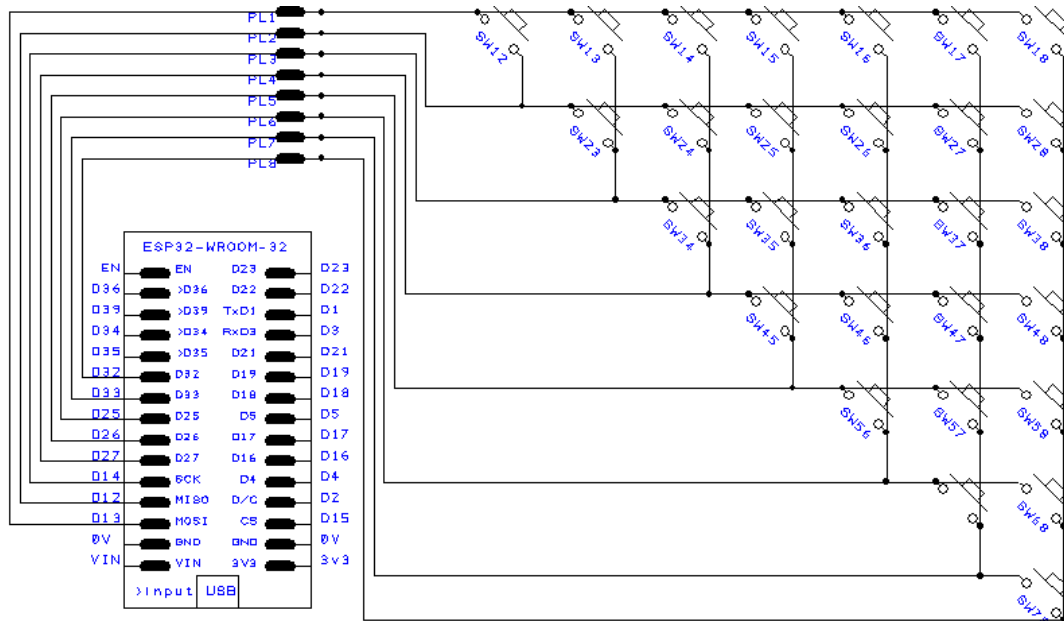 PL1
PL2
PL3
PL4
PL5
PL6
PL7
PL8
SW12
SW13
SW14
SW15
SW16
SW17
SW18
SW23
SW24
SW25
SW26
SW27
SW28
SW34
SW35
SW36
SW37
SW38
SW45
SW46
SW47
SW48
SW56
SW57
SW58
SW68
ESP32-WROOM-32
EN EN D23 D23
D36 >D36 D22 D22
D39 >D39 TxD1 D1
D34 >D34 RxD3 D3
D35 >D35 D21 D21
D32 D32 D19 D19
D33 D33 D18 D18
D25 D25 D5 D5
D26 D26 D17 D17
D27 D27 D16 D16
D14 SCK D4 D4
D12 MISO D/C D2
D13 MOSI CS D15
0V GND GND 0V
VIN VIN 3V3 3v3
>Input USB